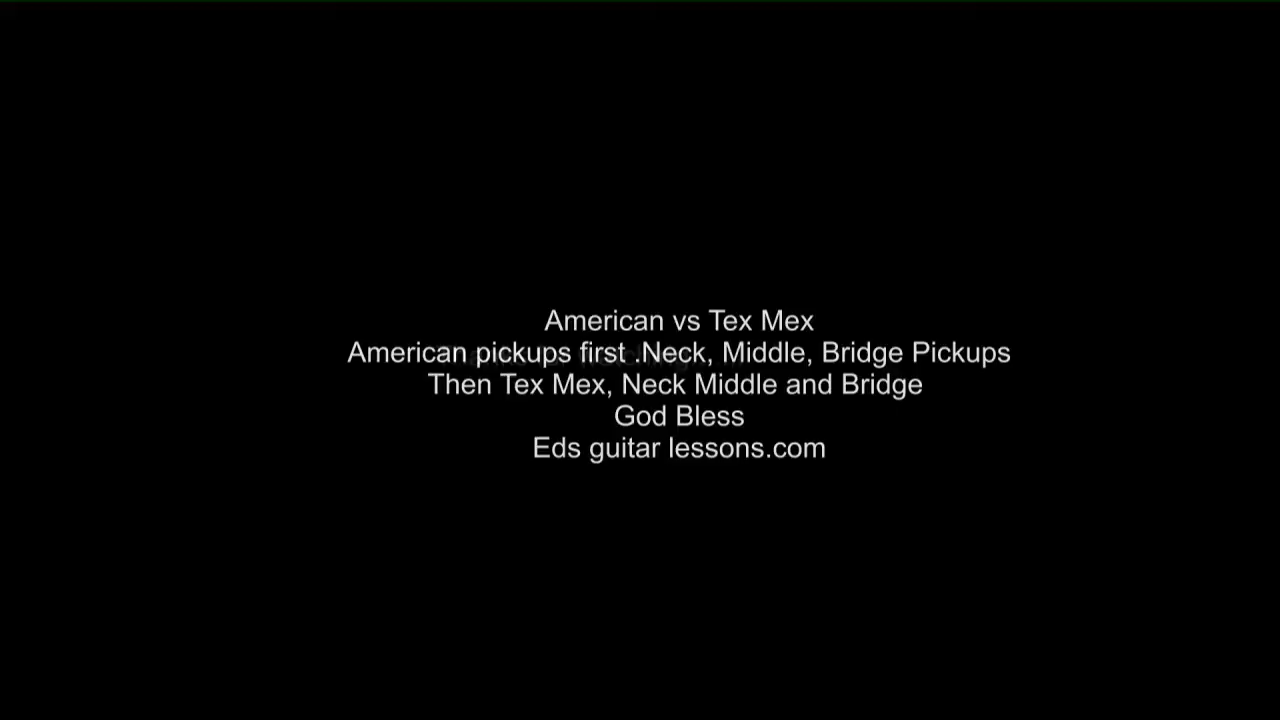 American vs Tex Mex
American pickups first .Neck, Middle, Bridge Pickups
Then Tex Mex, Neck Middle and Bridge
God Bless
Eds guitar lessons.com